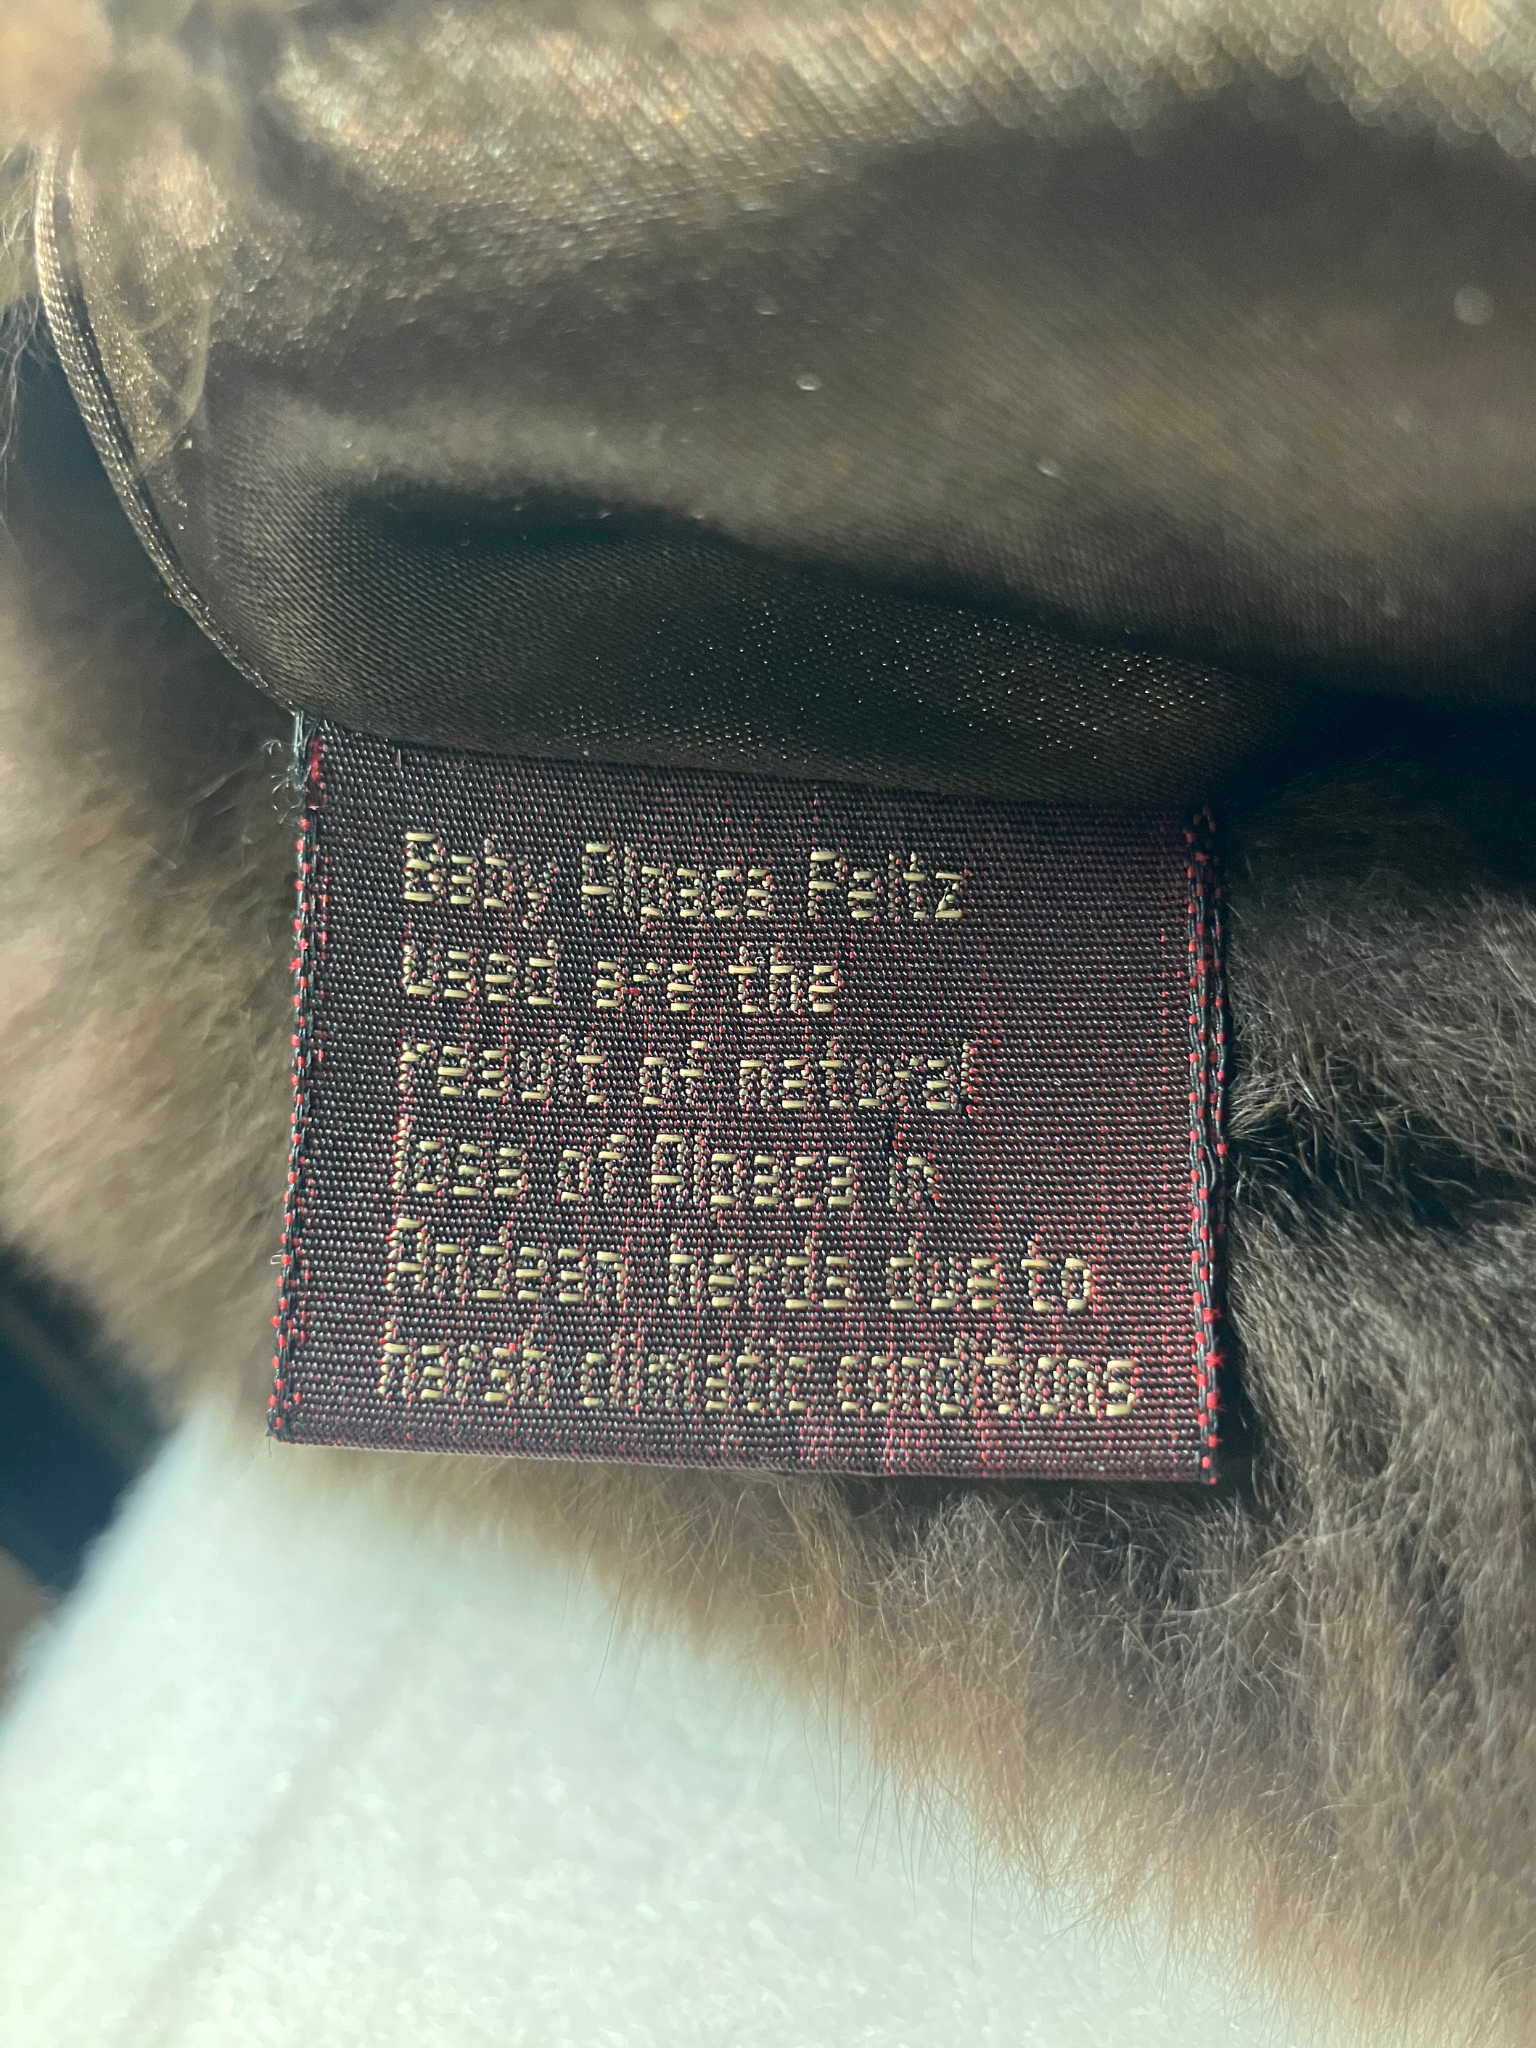 Baby Alpaca Peltz
used are the
result of natural
loss of Alpaca in
Andean herds due to
Harsh climatic conditions